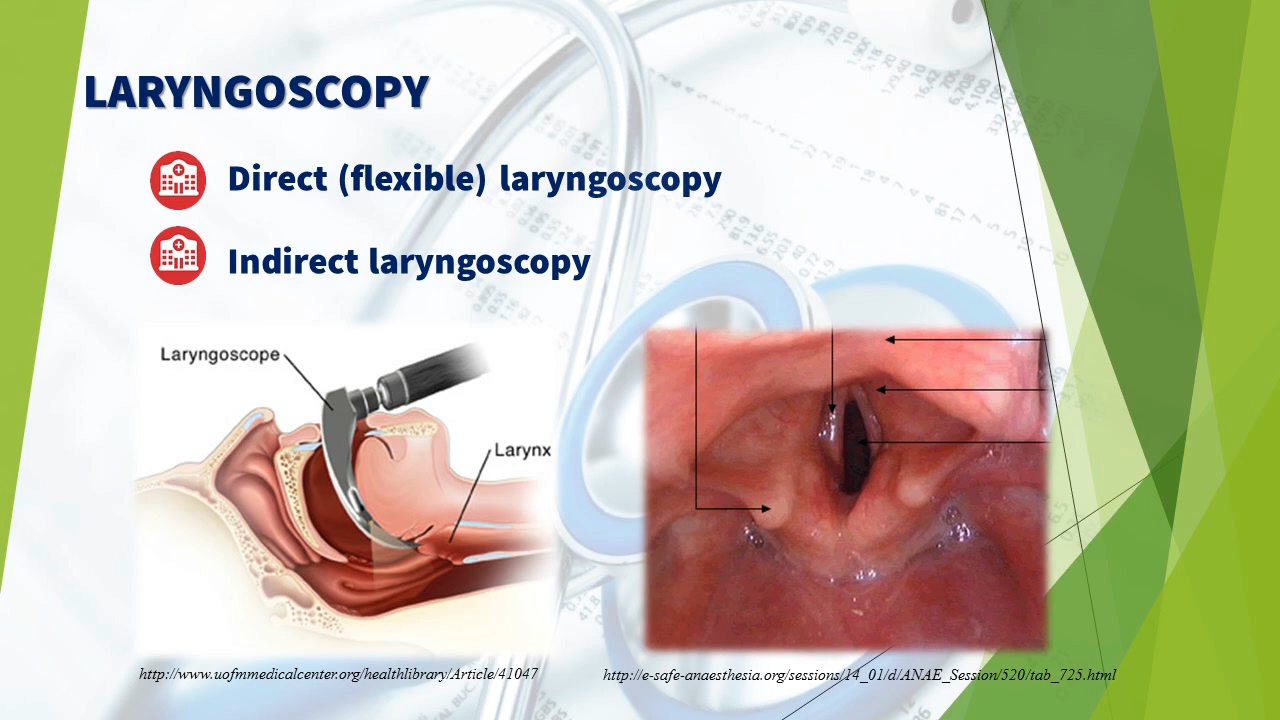 LARYNGOSCOPY
Direct (flexible) laryngoscopy
Indirect laryngoscopy
Laryngoscope
Larynx
http://www.uofmmedicalcenter.org/healthlibrary/Article/41047
http://e-safe-anaesthesia.org/sessions/14_01/d/ANAE_Session/520/tab_725.html